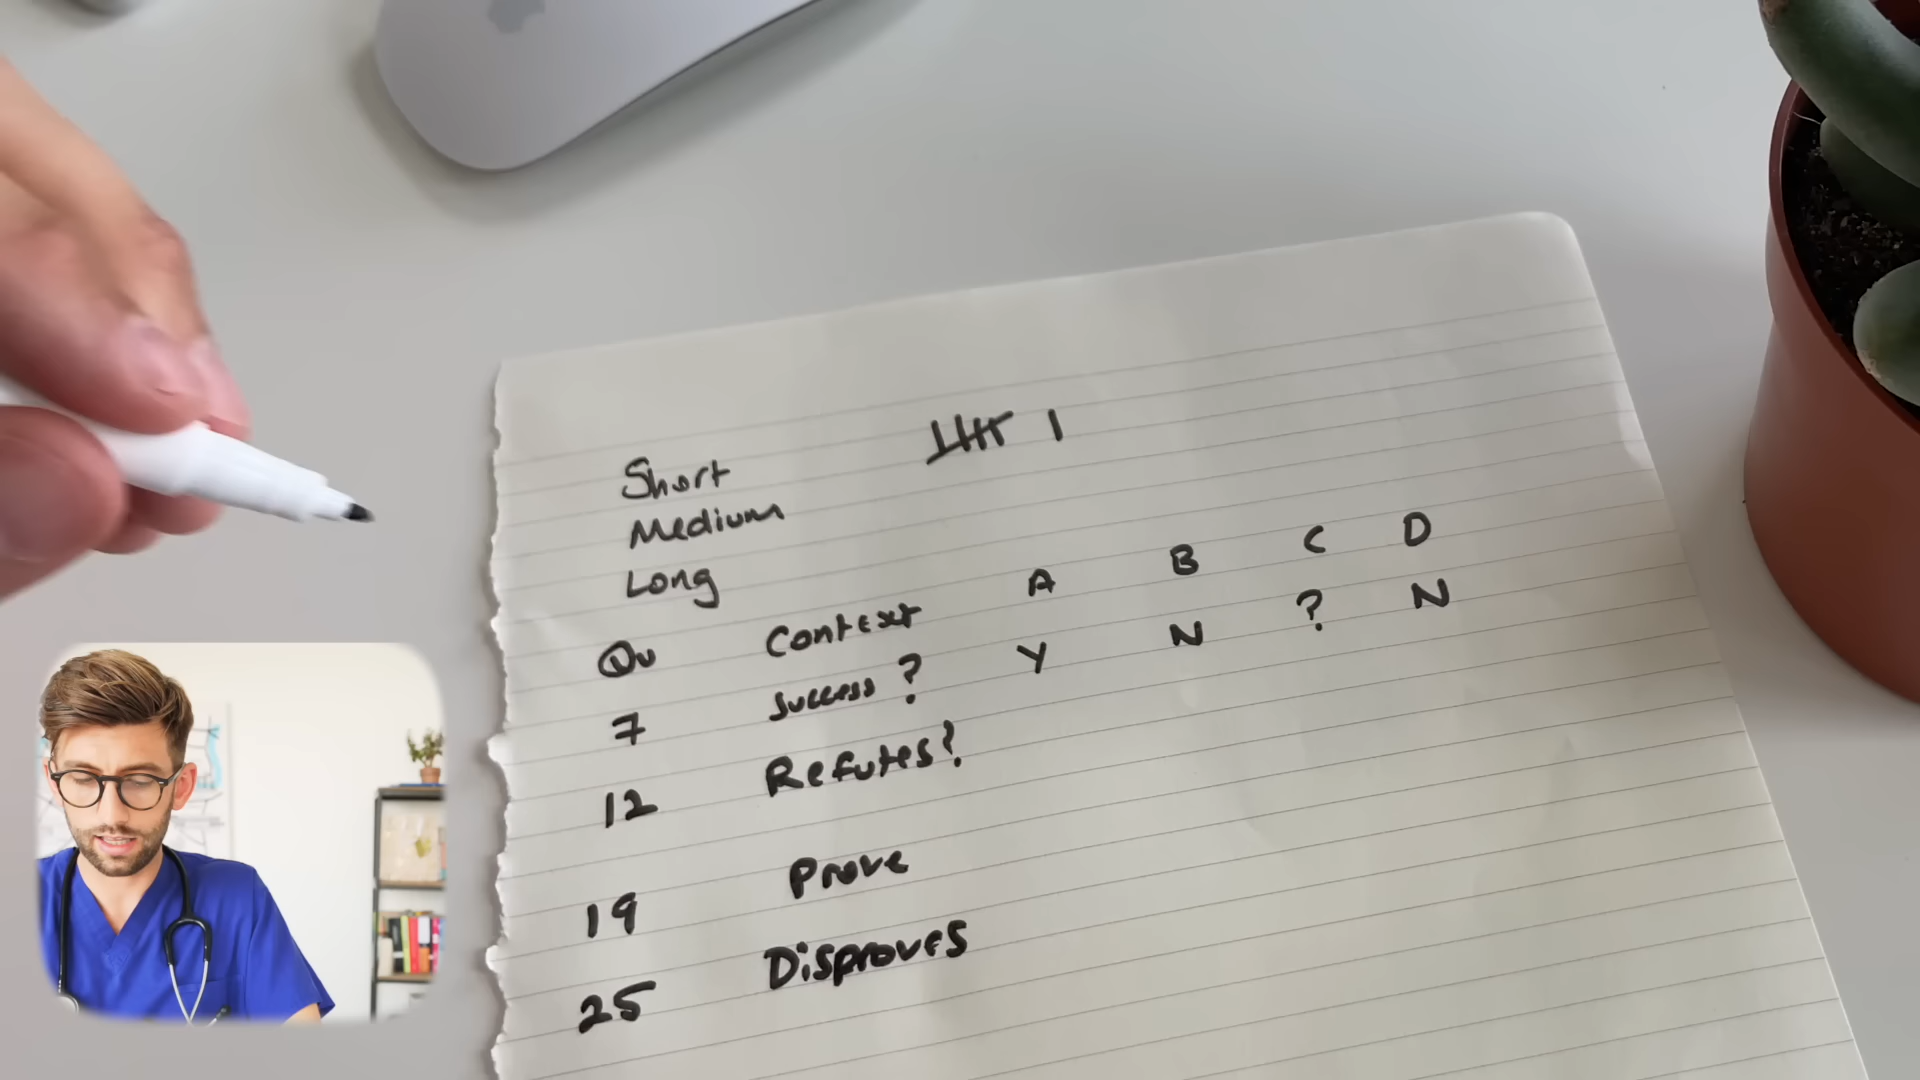 Short
Medium
Long
Qu Context A B C D
7 Success? Y N ? N
12 Refutes?
19 Prove
25 Disproves